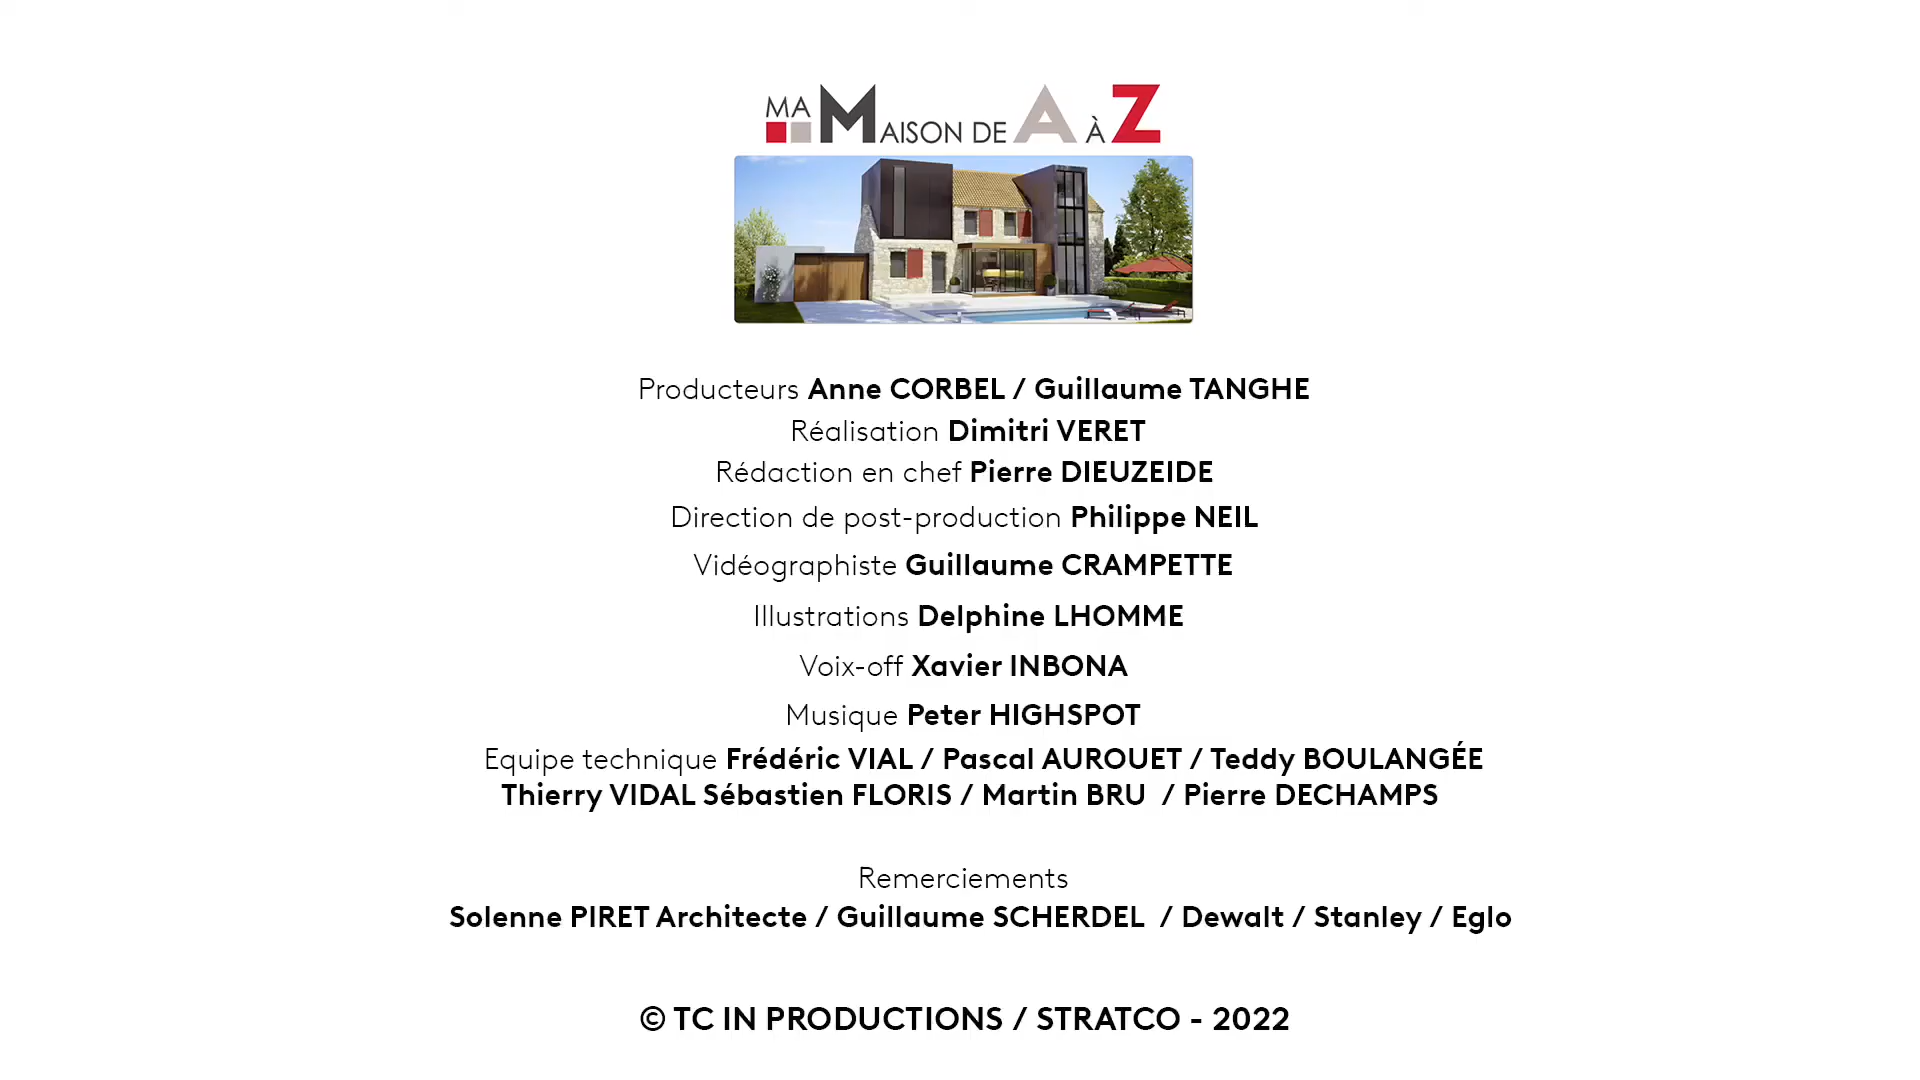 MA MAISON DE A À Z
Producteurs Anne CORBEL / Guillaume TANGHE
Réalisation Dimitri VERET
Rédaction en chef Pierre DIEUZEIDE
Direction de post-production Philippe NEIL
Vidéographiste Guillaume CRAMPETTE
Illustrations Delphine LHOMME
Voix-off Xavier INBONA
Musique Peter HIGHSPOT
Equipe technique Frédéric VIAL / Pascal AUROUET / Teddy BOULANGÉE
Thierry VIDAL Sébastien FLORIS / Martin BRU / Pierre DECHAMPS
Remerciements
Solenne PIRET Architecte / Guillaume SCHERDEL / Dewalt / Stanley / Eglo
© TC IN PRODUCTIONS / STRATCO - 2022